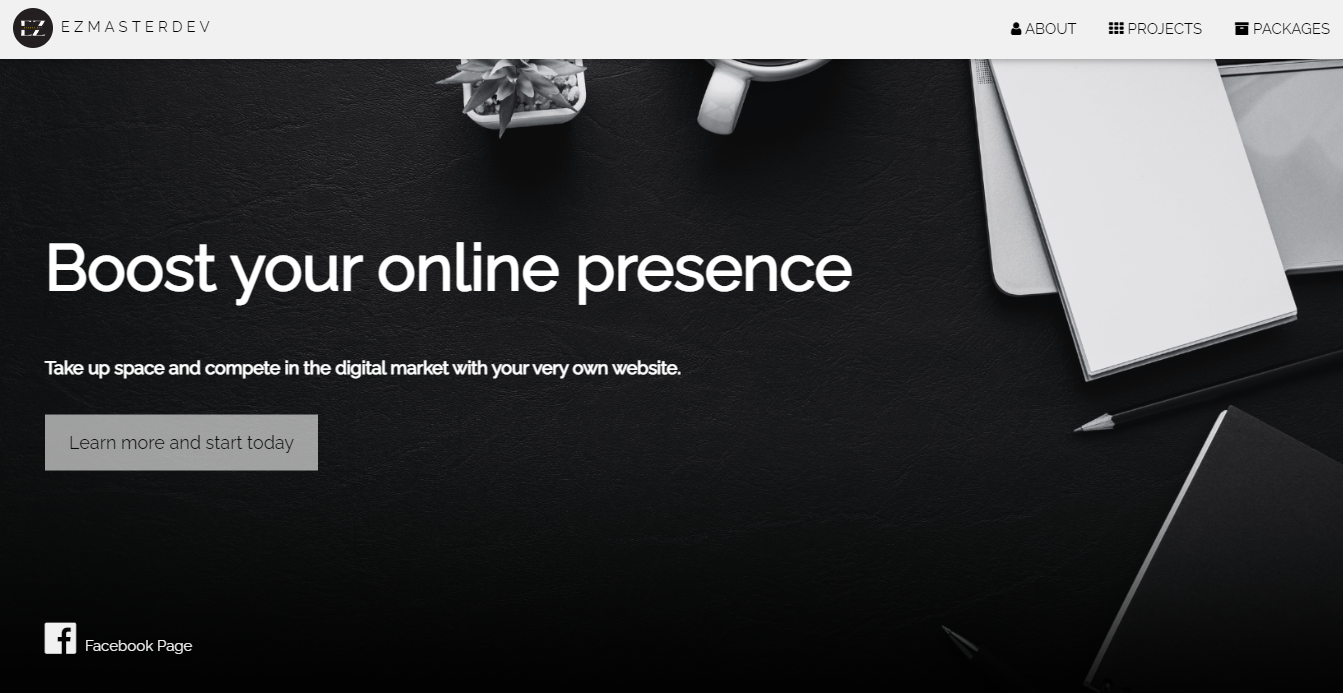 EZ EZMASTERDEV
ABOUT PROJECTS PACKAGES
Boost your online presence
Take up space and compete in the digital market with your very own website.
Learn more and start today
Facebook Page